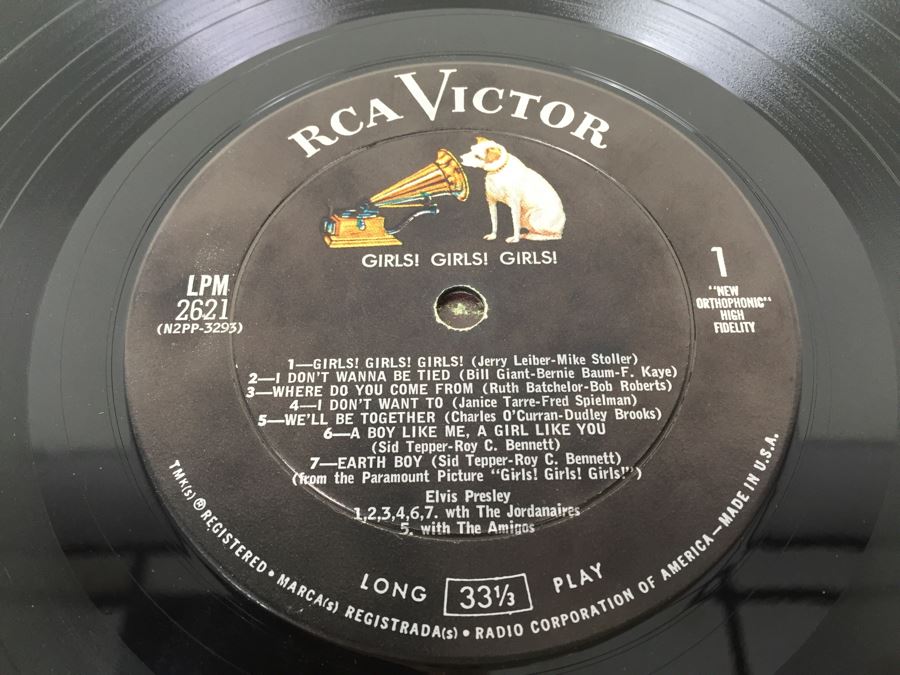 RCA VICTOR
GIRLS! GIRLS! GIRLS!
LPM
2621
(N2PP-3293)
1
"NEW
ORTHOPHONIC"
HIGH
FIDELITY
1—GIRLS! GIRLS! GIRLS! (Jerry Leiber-Mike Stoller)
2—I DON'T WANNA BE TIED (Bill Giant-Bernie Baum-F. Kaye)
3—WHERE DO YOU COME FROM (Ruth Batchelor-Bob Roberts)
4—I DON'T WANT TO (Janice Tarre-Fred Spielman)
5—WE'LL BE TOGETHER (Charles O'Curran-Dudley Brooks)
6—A BOY LIKE ME, A GIRL LIKE YOU
(Sid Tepper-Roy C. Bennett)
7—EARTH BOY (Sid Tepper-Roy C. Bennett)
(from the Paramount Picture "Girls! Girls! Girls!")
Elvis Presley
1,2,3,4,6,7. wth The Jordanaires
5. with The Amigos
LONG 33⅓ PLAY
TMK(s) ® REGISTERED • MARCA(s) REGISTRADA(s) • RADIO CORPORATION OF AMERICA—MADE IN U.S.A.